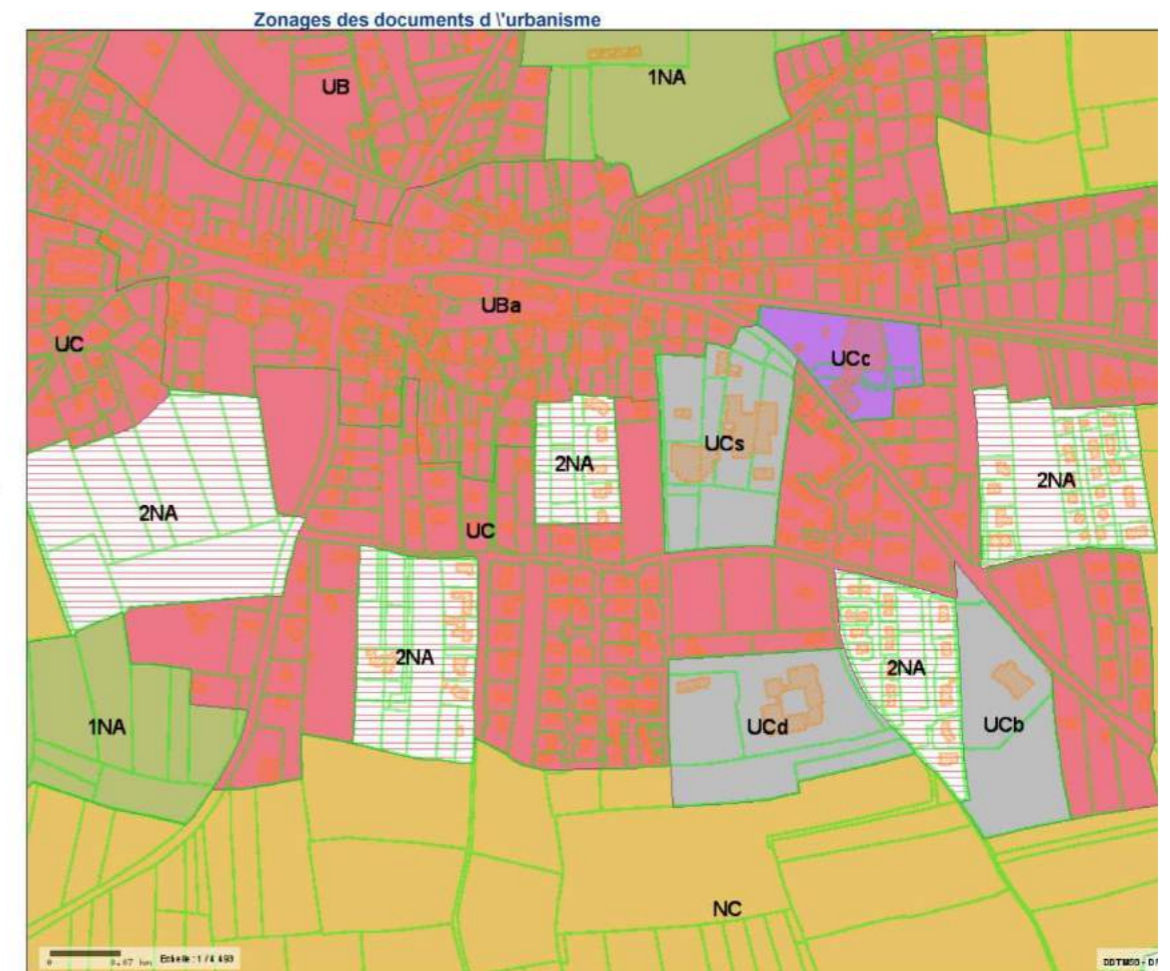 Zonages des documents d \'urbanisme
UB
1NA
UBa
UC
UCc
UCs
2NA
2NA
2NA
UC
2NA
2NA
1NA
UCd
UCb
NC
0
Echelle : 1 / 4 493